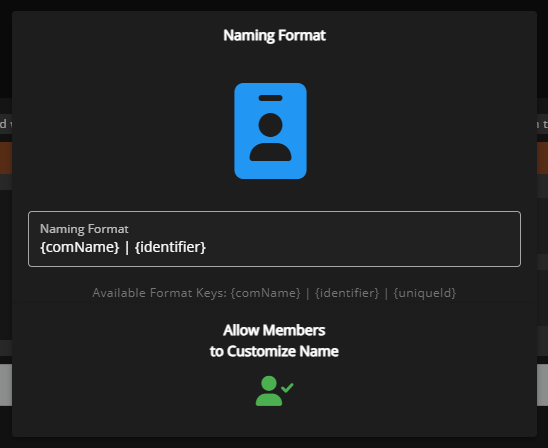 Naming Format
Naming Format
{comName} | {identifier}
Available Format Keys: {comName} | {identifier} | {uniqueId}
Allow Members
to Customize Name